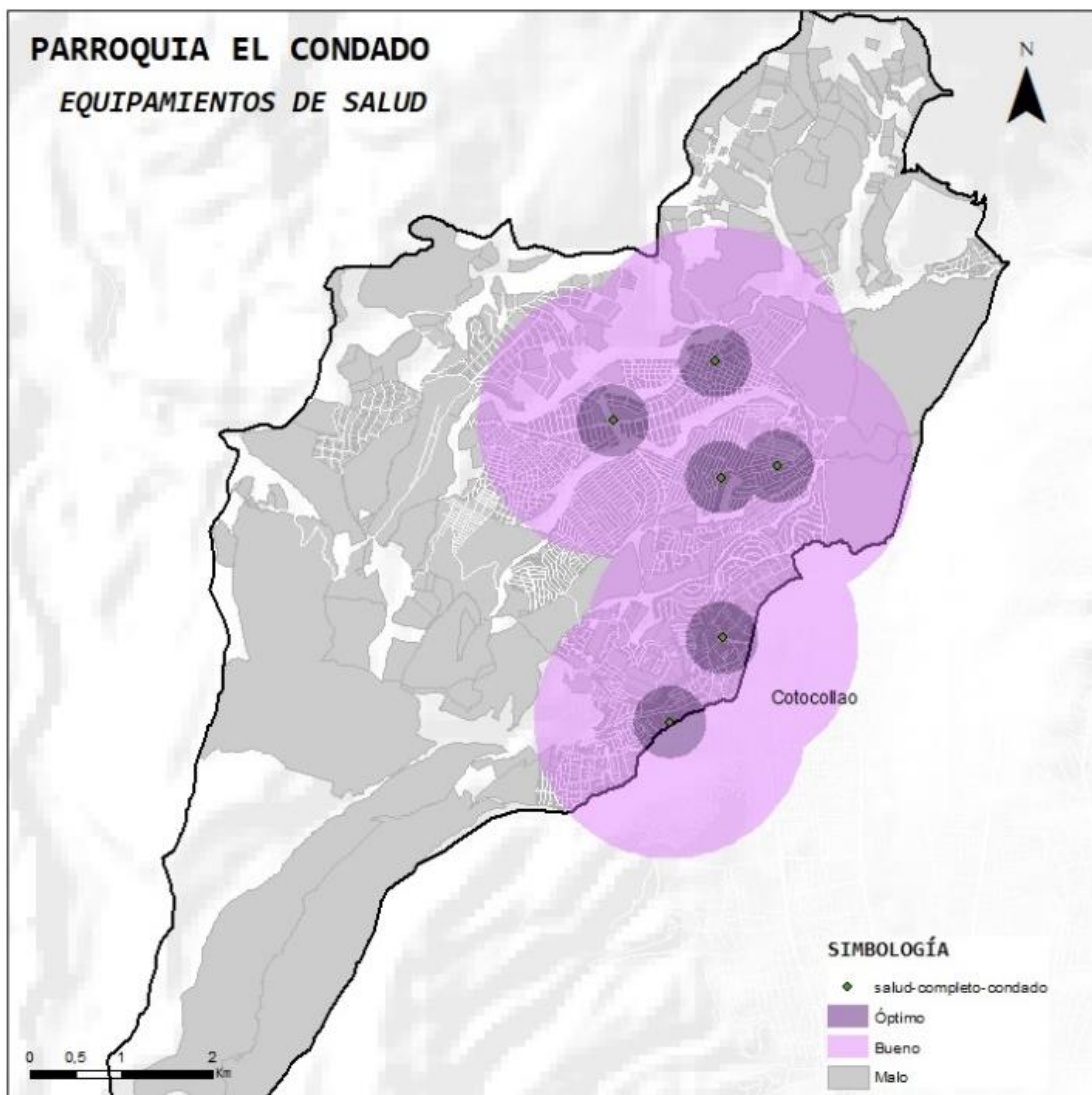 PARROQUIA EL CONDADO
EQUIPAMIENTOS DE SALUD
N
Cotocollao
SIMBOLOGÍA
salud-completo-condado
Óptimo
Bueno
Malo
0 0,5 1 2
Km